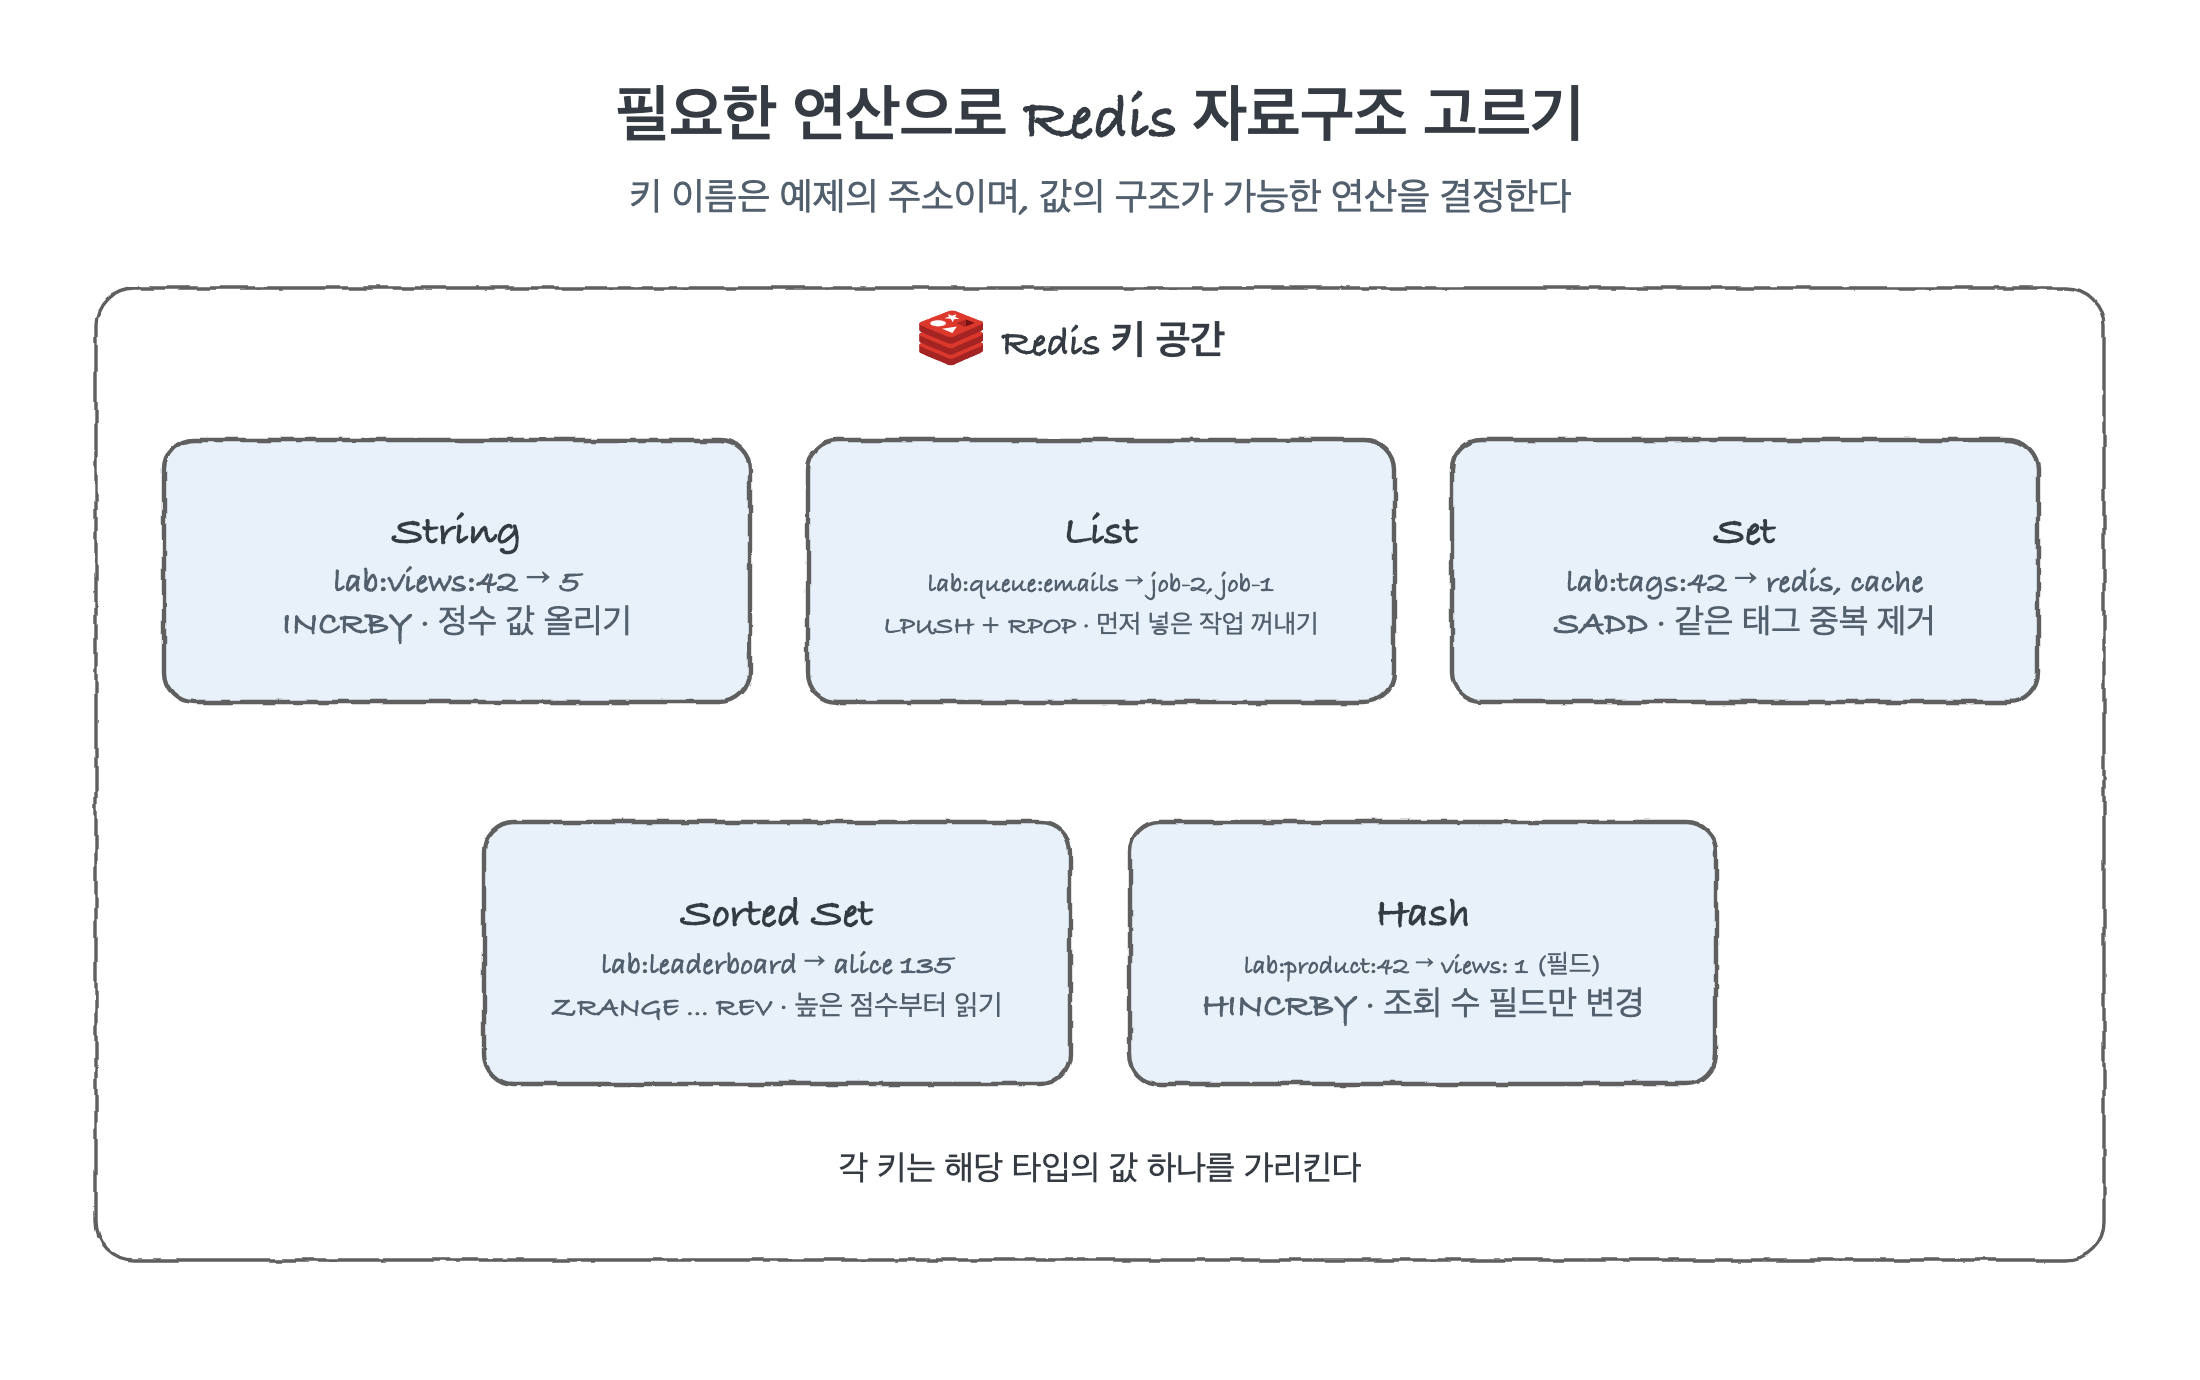 필요한 연산으로 Redis 자료구조 고르기
키 이름은 예제의 주소이며, 값의 구조가 가능한 연산을 결정한다
Redis 키 공간
String
lab:views:42 → 5
INCRBY · 정수 값 올리기
List
lab:queue:emails → job-2, job-1
LPUSH + RPOP · 먼저 넣은 작업 꺼내기
Set
lab:tags:42 → redis, cache
SADD · 같은 태그 중복 제거
Sorted Set
lab:leaderboard → alice 135
ZRANGE ... REV · 높은 점수부터 읽기
Hash
lab:product:42 → views: 1 (필드)
HINCRBY · 조회 수 필드만 변경
각 키는 해당 타입의 값 하나를 가리킨다